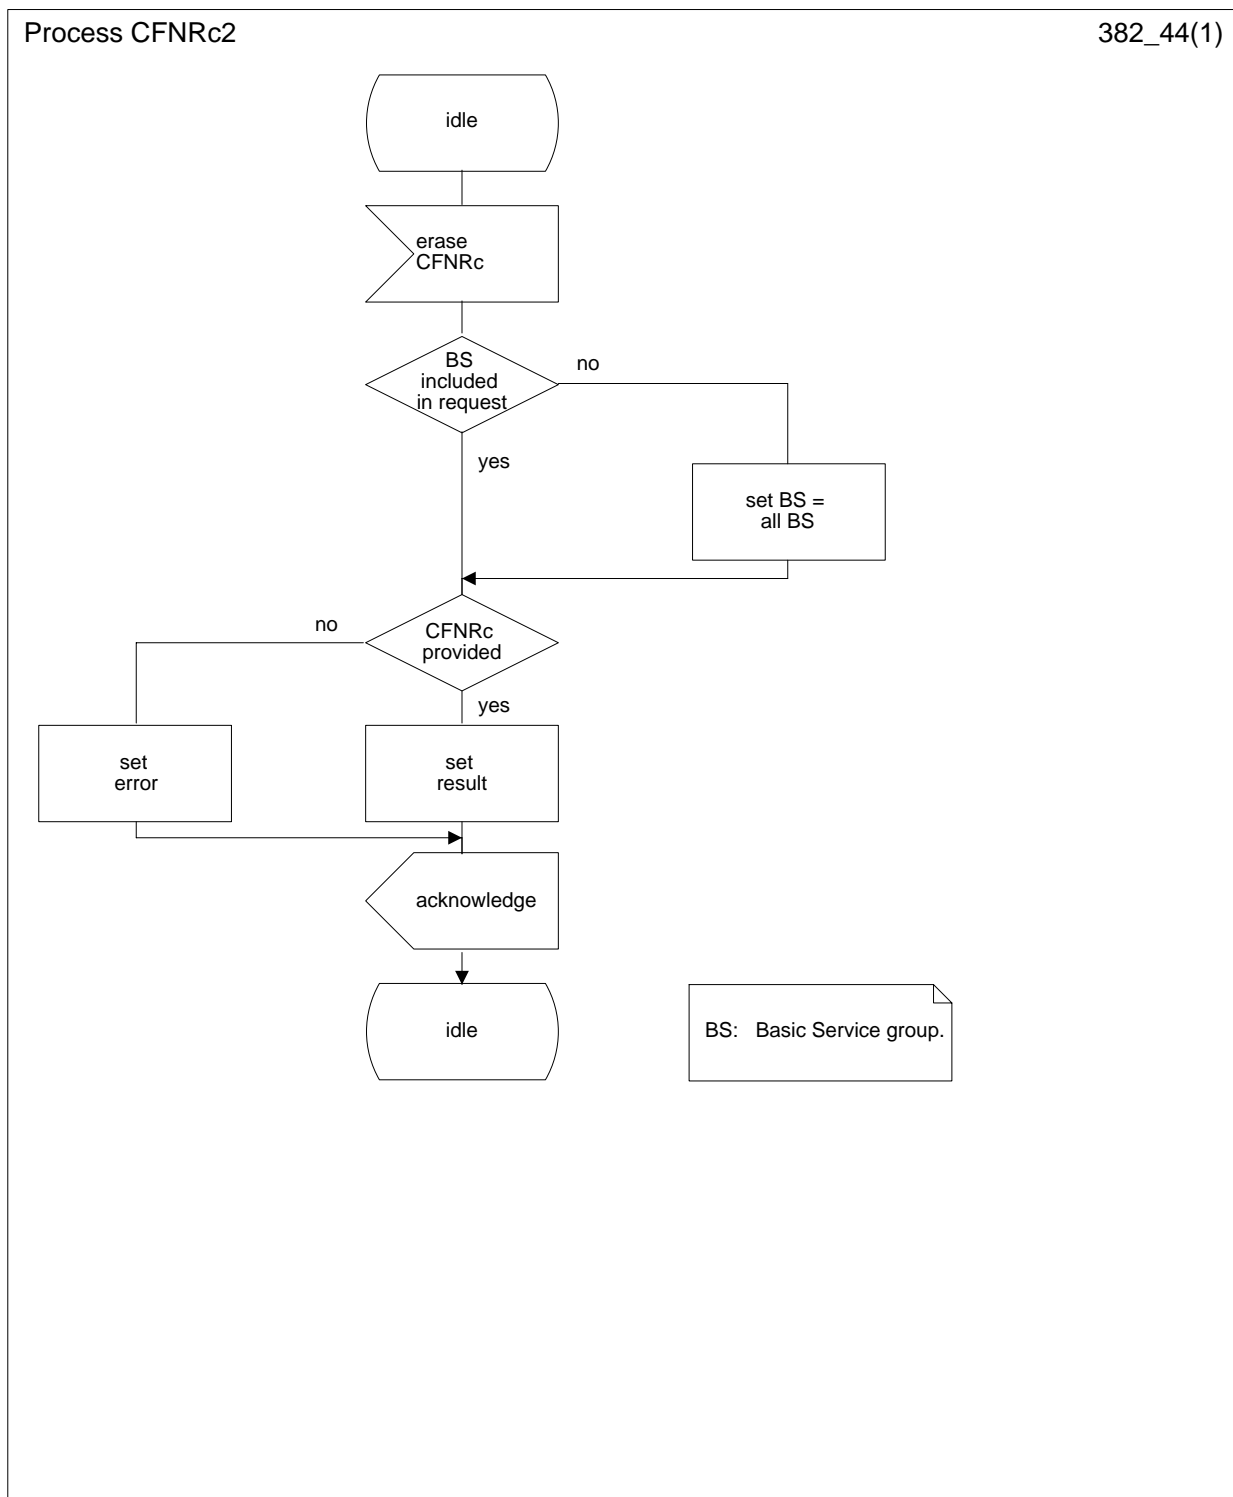 Process CFNRc2
382_44(1)
idle
erase
CFNRc
BS
included
in request
no
yes
set BS =
all BS
no
CFNRc
provided
yes
set
error
set
result
acknowledge
idle
BS: Basic Service group.